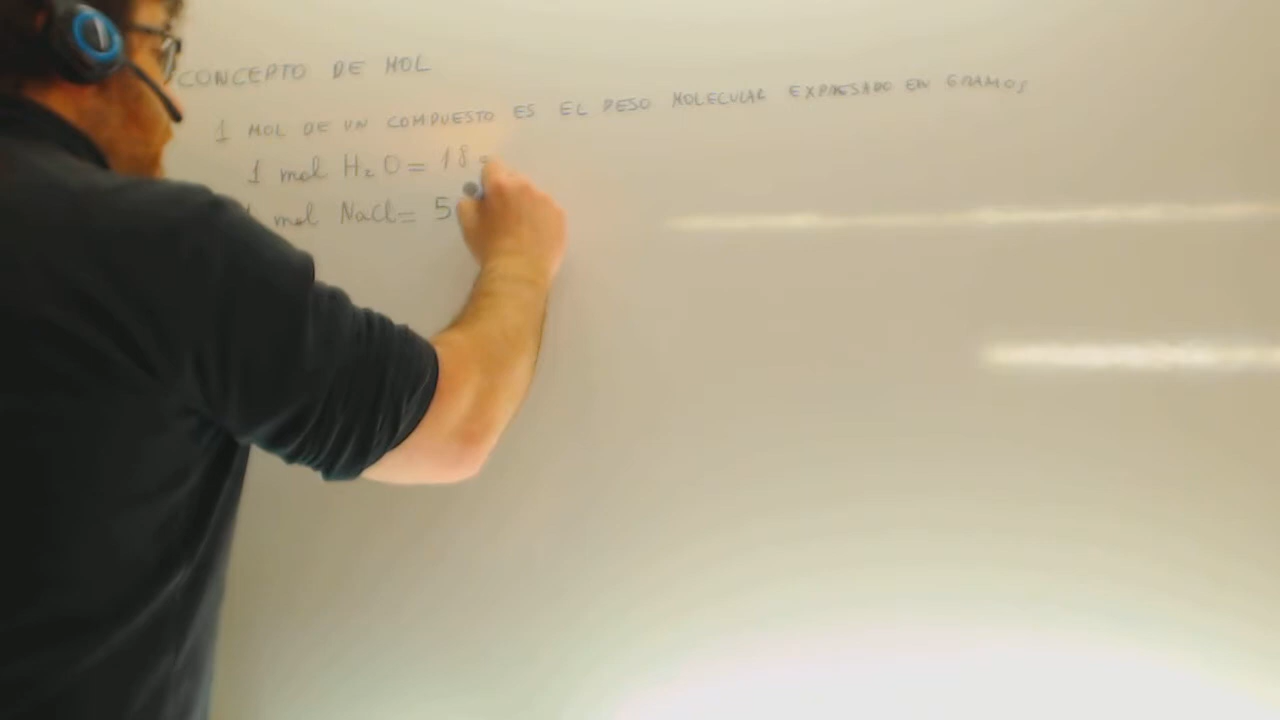 CONCEPTO DE MOL
1 MOL DE UN COMPUESTO ES EL PESO MOLECULAR EXPRESADO EN GRAMOS
1 mol H₂O = 18
mol NaCl = 5